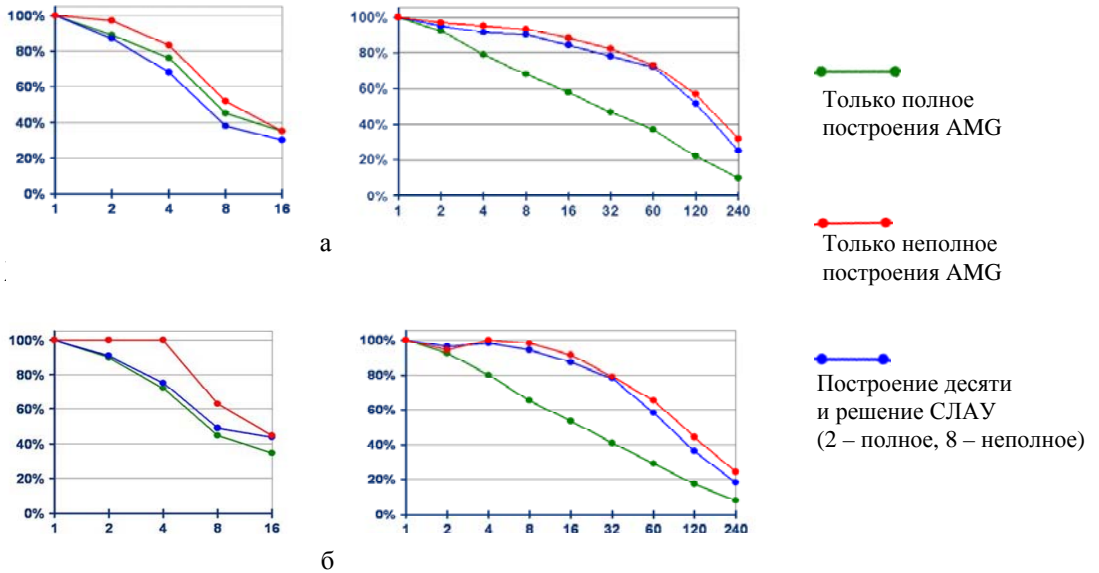 100%
80%
60%
40%
20%
0%
1 2 4 8 16
100%
80%
60%
40%
20%
0%
1 2 4 8 16 32 60 120 240
а
Только полное
построения AMG
Только неполное
построения AMG
100%
80%
60%
40%
20%
0%
1 2 4 8 16
100%
80%
60%
40%
20%
0%
1 2 4 8 16 32 60 120 240
б
Построение десяти
и решение СЛАУ
(2 – полное, 8 – неполное)